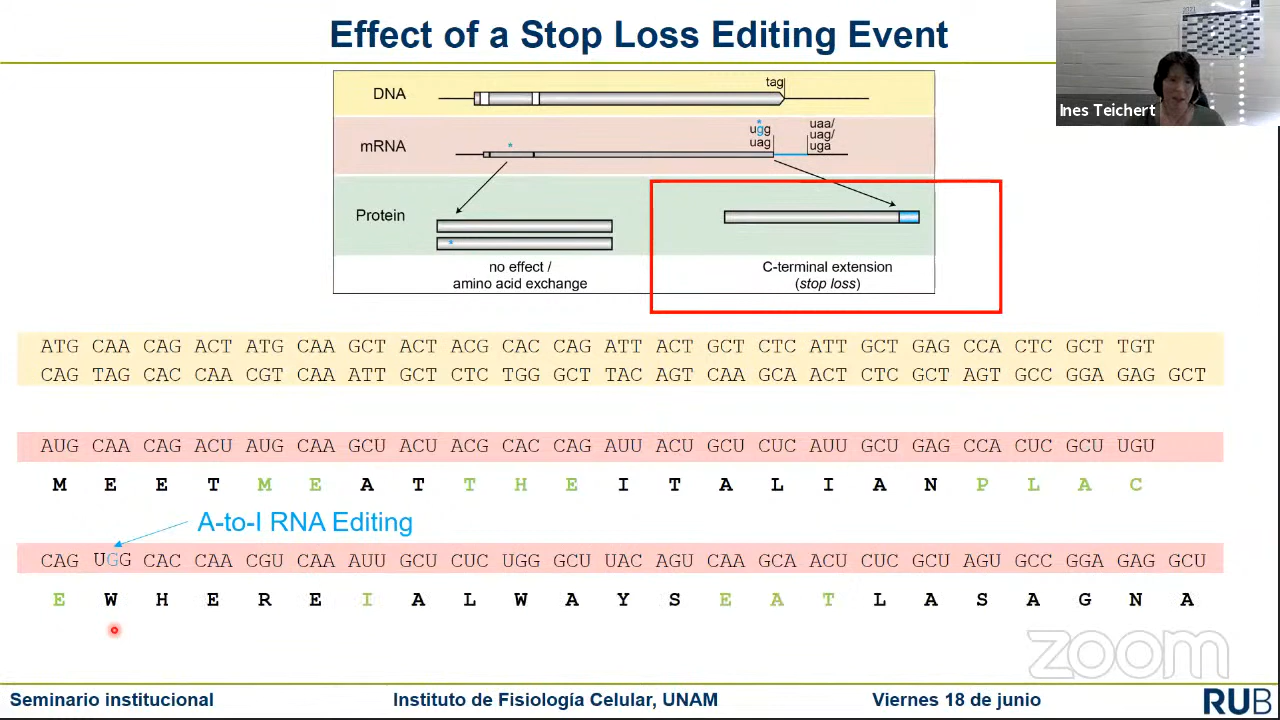 Effect of a Stop Loss Editing Event
2021
Ines Teichert
DNA
tag
mRNA
*
*
ugg
uag
uaa/
uag/
uga
Protein
*
no effect /
amino acid exchange
C-terminal extension
(stop loss)
ATG CAA CAG ACT ATG CAA GCT ACT ACG CAC CAG ATT ACT GCT CTC ATT GCT GAG CCA CTC GCT TGT
CAG TAG CAC CAA CGT CAA ATT GCT CTC TGG GCT TAC AGT CAA GCA ACT CTC GCT AGT GCC GGA GAG GCT
AUG CAA CAG ACU AUG CAA GCU ACU ACG CAC CAG AUU ACU GCU CUC AUU GCU GAG CCA CUC GCU UGU
M E E T M E A T T H E I T A L I A N P L A C
A-to-I RNA Editing
CAG UGG CAC CAA CGU CAA AUU GCU CUC UGG GCU UAC AGU CAA GCA ACU CUC GCU AGU GCC GGA GAG GCU
E W H E R E I A L W A Y S E A T L A S A G N A
zoom
Seminario institucional
Instituto de Fisiología Celular, UNAM
Viernes 18 de junio
RUB